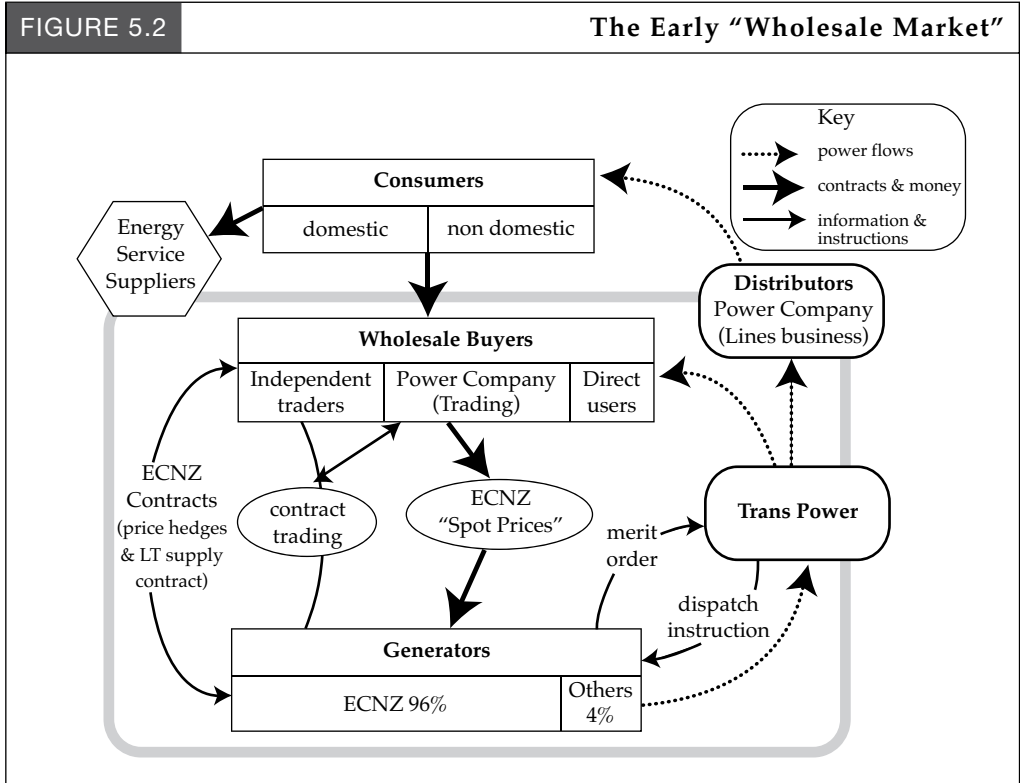 FIGURE 5.2
The Early “Wholesale Market”
Key
power flows
contracts & money
information &
instructions
Consumers
domestic
non domestic
Energy
Service
Suppliers
Distributors
Power Company
(Lines business)
Wholesale Buyers
Independent
traders
Power Company
(Trading)
Direct
users
ECNZ
Contracts
(price hedges
& LT supply
contract)
contract
trading
ECNZ
“Spot Prices”
merit
order
Trans Power
dispatch
instruction
Generators
ECNZ 96%
Others
4%